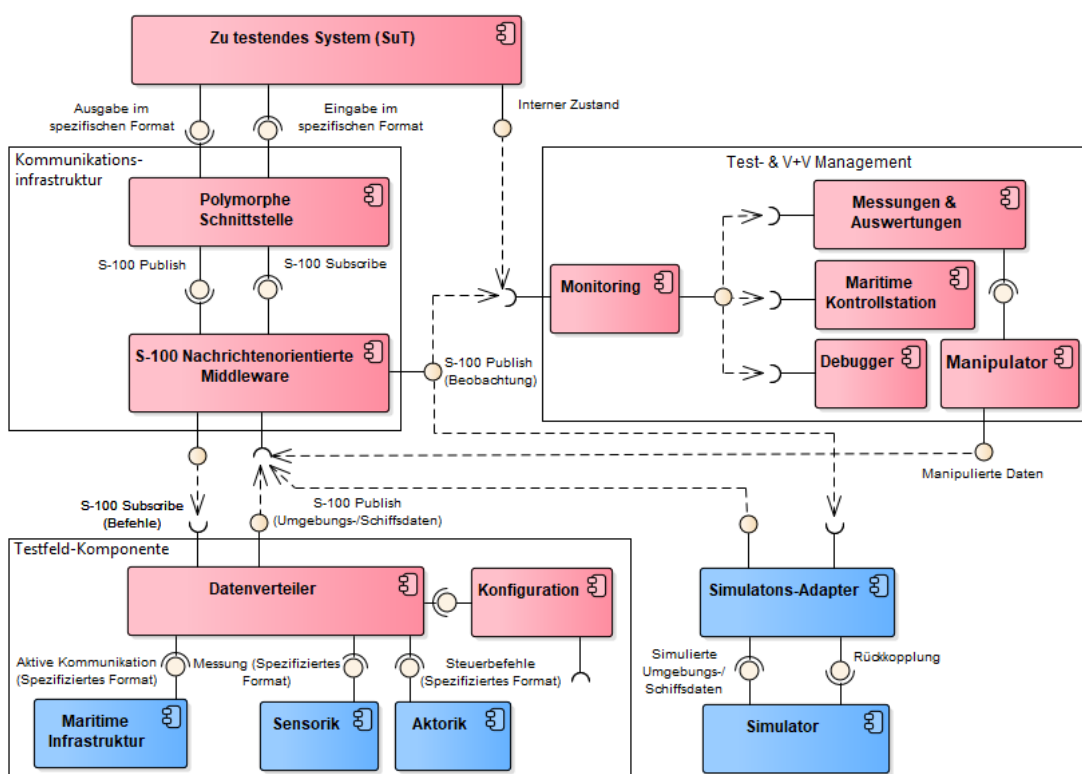 Zu testendes System (SuT)
Ausgabe im
spezifischen Format
Eingabe im
spezifischen Format
Interner Zustand
Kommunikations-
infrastruktur
Polymorphe
Schnittstelle
S-100 Publish
S-100 Subscribe
S-100 Nachrichtenorientierte
Middleware
S-100 Publish
(Beobachtung)
Test- & V+V Management
Monitoring
Messungen &
Auswertungen
Maritime
Kontrollstation
Debugger
Manipulator
Manipulierte Daten
S-100 Subscribe
(Befehle)
S-100 Publish
(Umgebungs-/Schiffsdaten)
Testfeld-Komponente
Datenverteiler
Konfiguration
Aktive Kommunikation
(Spezifiziertes Format)
Messung (Spezifiziertes
Format)
Steuerbefehle
(Spezifiziertes Format)
Maritime
Infrastruktur
Sensorik
Aktorik
Simulatons-Adapter
Simulierte
Umgebungs-/
Schiffsdaten
Rückkopplung
Simulator